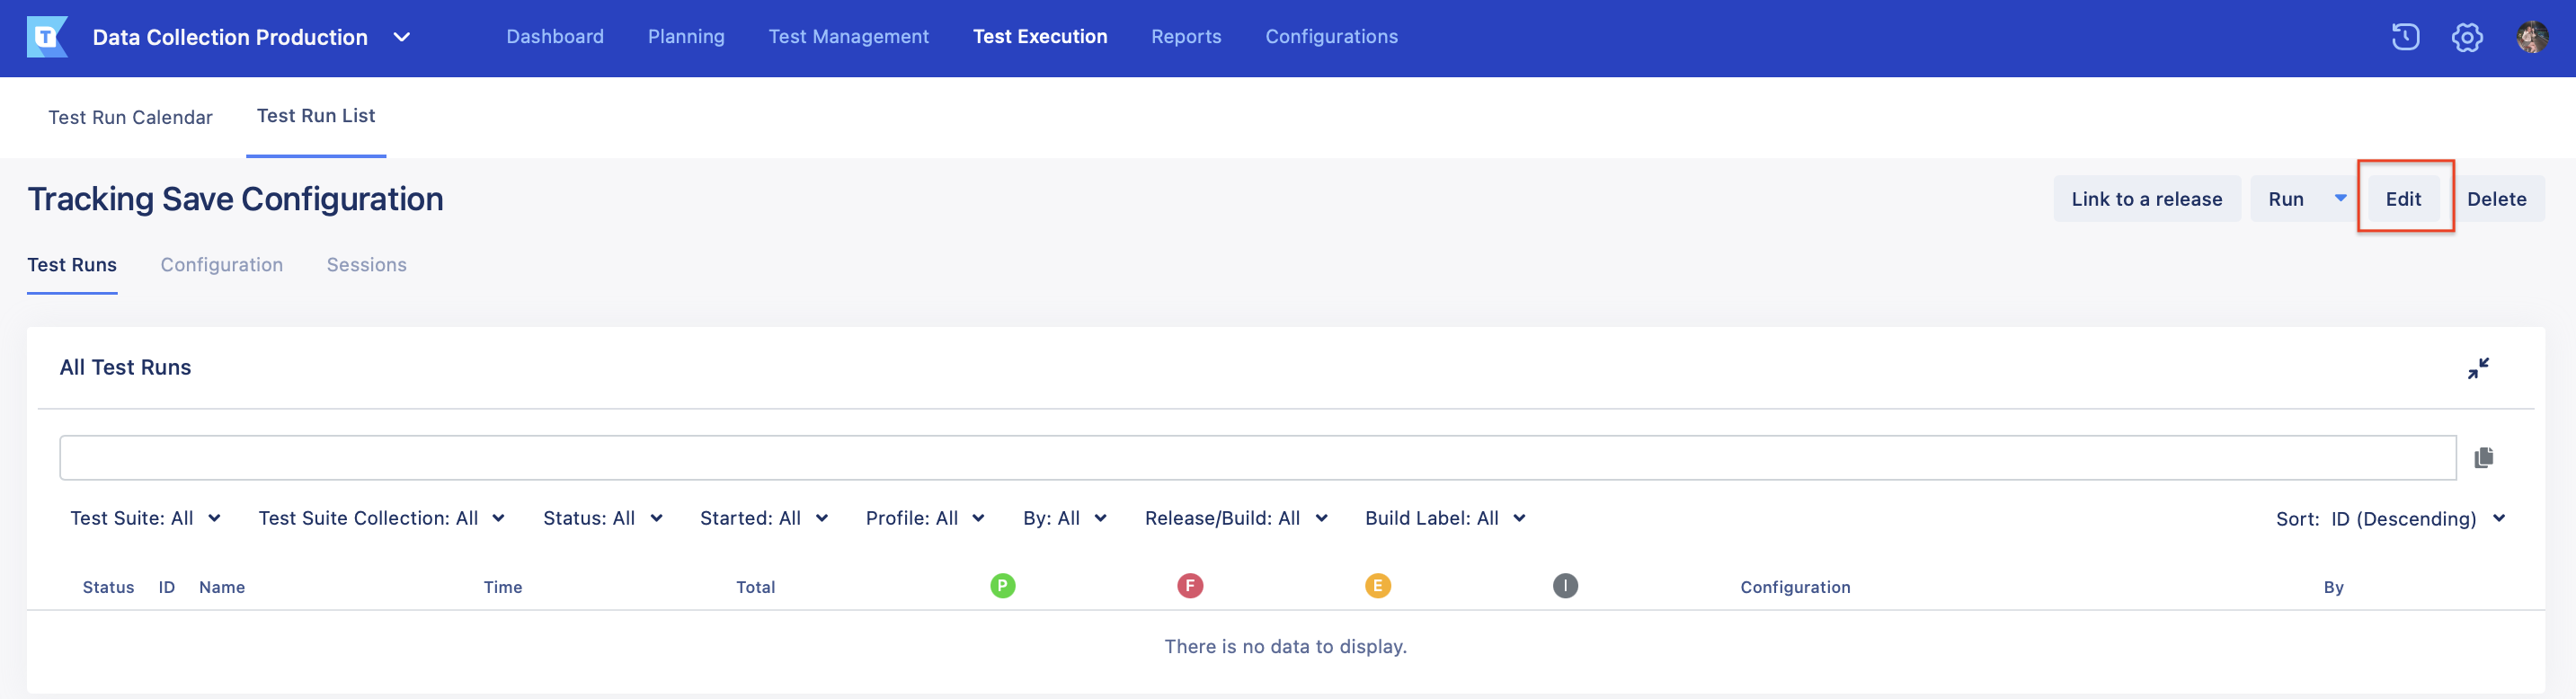 T Data Collection Production Dashboard Planning Test Management Test Execution Reports Configurations
Test Run Calendar Test Run List
Tracking Save Configuration Link to a release Run Edit Delete
Test Runs Configuration Sessions
All Test Runs
Test Suite: All Test Suite Collection: All Status: All Started: All Profile: All By: All Release/Build: All Build Label: All Sort: ID (Descending)
Status ID Name Time Total P F E I Configuration By
There is no data to display.